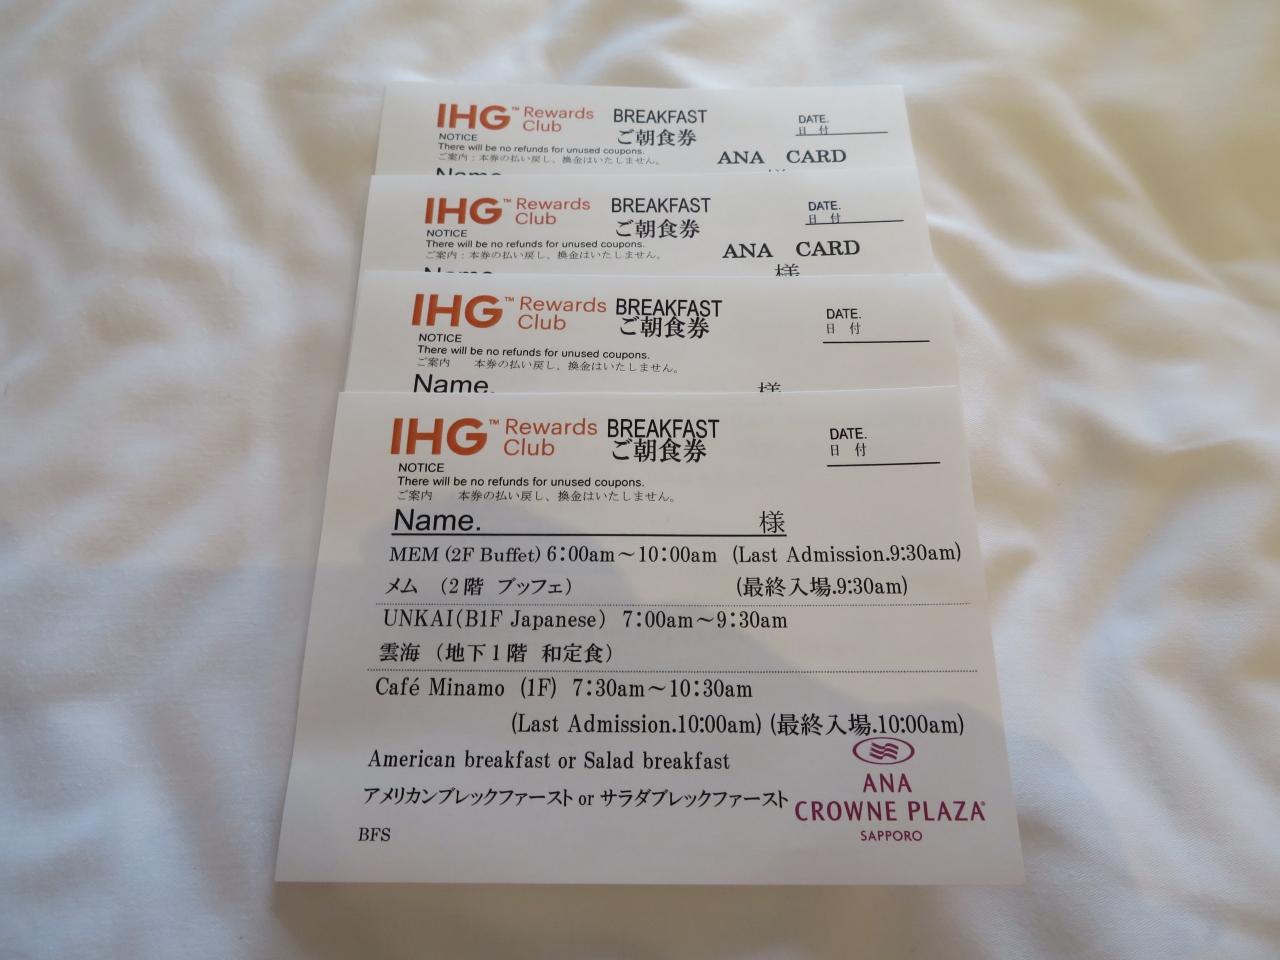 IHG™ Rewards Club BREAKFAST ご朝食券 DATE. 日 付
NOTICE
There will be no refunds for unused coupons.
ご案内：本券の払い戻し、換金はいたしません。
ANA CARD
Name.
IHG™ Rewards Club BREAKFAST ご朝食券 DATE. 日 付
NOTICE
There will be no refunds for unused coupons.
ご案内：本券の払い戻し、換金はいたしません。
ANA CARD
Name. 様
IHG™ Rewards Club BREAKFAST ご朝食券 DATE. 日 付
NOTICE
There will be no refunds for unused coupons.
ご案内 本券の払い戻し、換金はいたしません。
Name. 様
IHG™ Rewards Club BREAKFAST ご朝食券 DATE. 日 付
NOTICE
There will be no refunds for unused coupons.
ご案内 本券の払い戻し、換金はいたしません。
Name. 様
MEM (2F Buffet) 6:00am～10:00am (Last Admission.9:30am)
メム （2階 ブッフェ） (最終入場.9:30am)
UNKAI(B1F Japanese) 7:00am～9:30am
雲海 （地下1階 和定食）
Café Minamo (1F) 7:30am～10:30am
(Last Admission.10:00am) (最終入場.10:00am)
American breakfast or Salad breakfast
アメリカンブレックファースト or サラダブレックファースト
BFS
ANA
CROWNE PLAZA®
SAPPORO